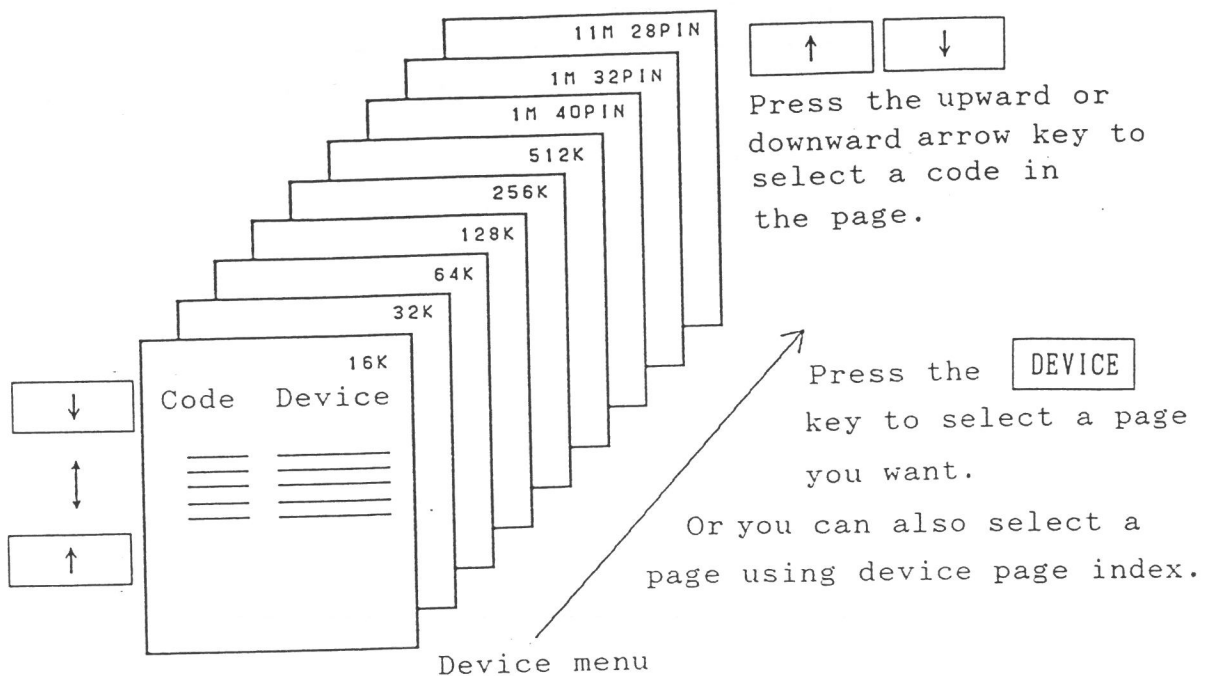 11M 28PIN
1M 32PIN
1M 40PIN
512K
256K
128K
64K
32K
16K
Code Device
↓
↕
↑
↑ ↓
Press the upward or
downward arrow key to
select a code in
the page.
Press the DEVICE
key to select a page
you want.
Or you can also select a
page using device page index.
Device menu